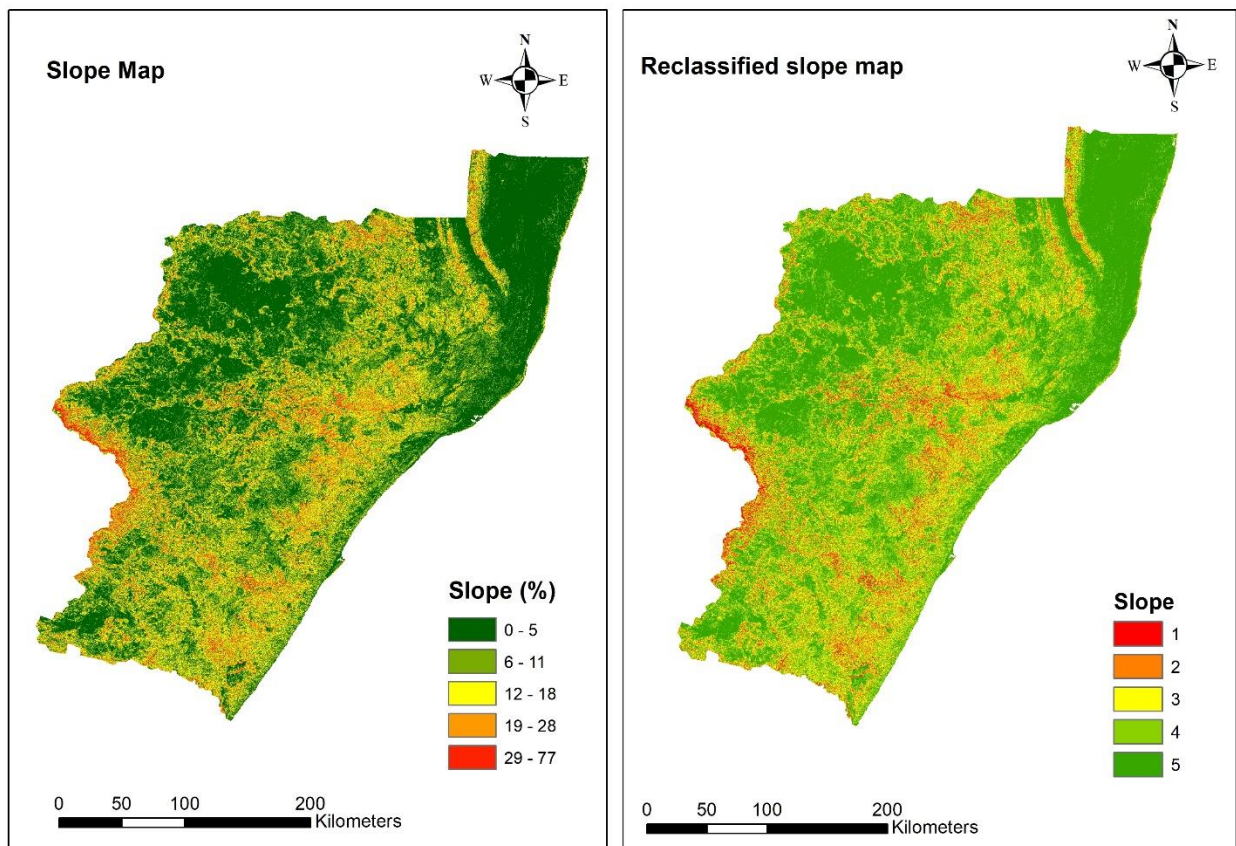 Slope Map
N
W
E
S
Slope (%)
0 - 5
6 - 11
12 - 18
19 - 28
29 - 77
0 50 100 200
Kilometers
Reclassified slope map
N
W
E
S
Slope
1
2
3
4
5
0 50 100 200
Kilometers